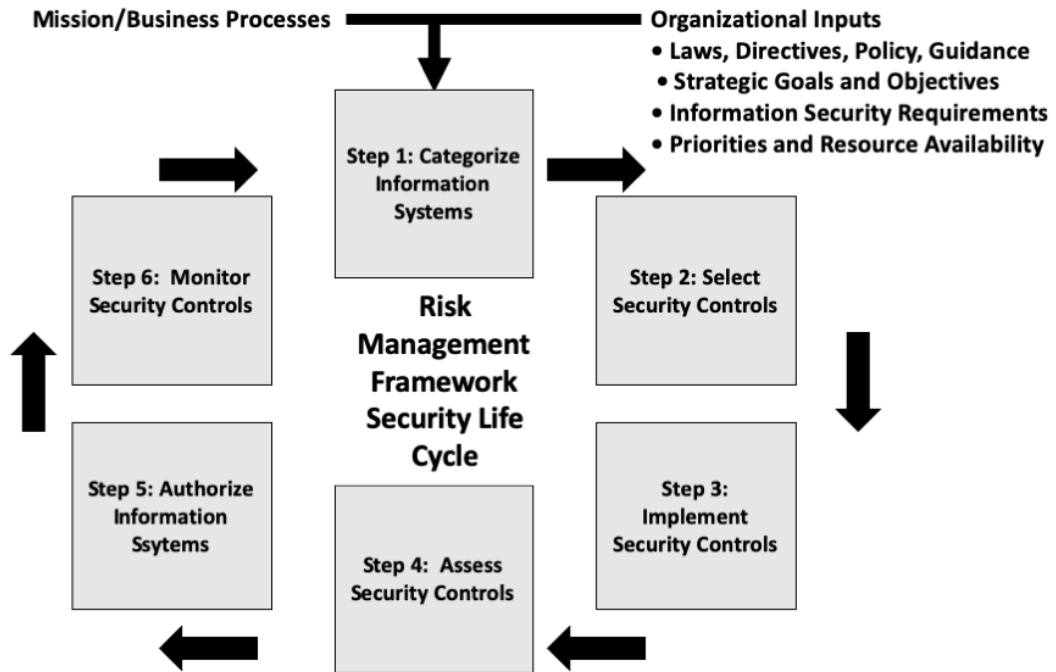 Mission/Business Processes
Organizational Inputs
• Laws, Directives, Policy, Guidance
• Strategic Goals and Objectives
• Information Security Requirements
• Priorities and Resource Availability
Step 1: Categorize
Information
Systems
Step 2: Select
Security Controls
Step 3:
Implement
Security Controls
Step 4: Assess
Security Controls
Step 5: Authorize
Information
Ssytems
Step 6: Monitor
Security Controls
Risk
Management
Framework
Security Life
Cycle